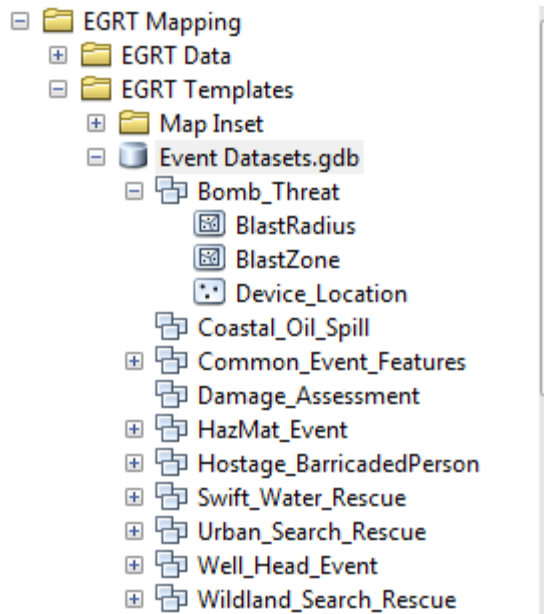 EGRT Mapping
EGRT Data
EGRT Templates
Map Inset
Event Datasets.gdb
Bomb_Threat
BlastRadius
BlastZone
Device_Location
Coastal_Oil_Spill
Common_Event_Features
Damage_Assessment
HazMat_Event
Hostage_BarricadedPerson
Swift_Water_Rescue
Urban_Search_Rescue
Well_Head_Event
Wildland_Search_Rescue